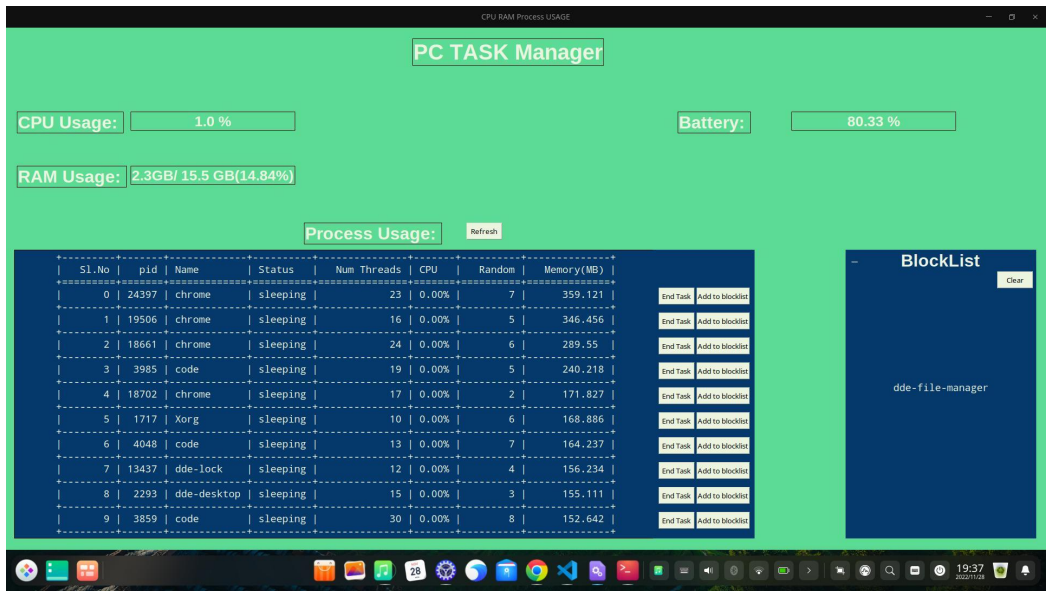 CPU RAM Process USAGE
PC TASK Manager
CPU Usage: 1.0 % Battery: 80.33 %
RAM Usage: 2.3GB/ 15.5 GB(14.84%)
Process Usage: Refresh
| Sl.No | pid | Name | Status | Num Threads | CPU | Random | Memory(MB) |
| 0 | 24397 | chrome | sleeping | 23 | 0.00% | 7 | 359.121 | End Task Add to blocklist
| 1 | 19506 | chrome | sleeping | 16 | 0.00% | 5 | 346.456 | End Task Add to blocklist
| 2 | 18661 | chrome | sleeping | 24 | 0.00% | 6 | 289.55 | End Task Add to blocklist
| 3 | 3985 | code | sleeping | 19 | 0.00% | 5 | 240.218 | End Task Add to blocklist
| 4 | 18702 | chrome | sleeping | 17 | 0.00% | 2 | 171.827 | End Task Add to blocklist
| 5 | 1717 | Xorg | sleeping | 10 | 0.00% | 6 | 168.886 | End Task Add to blocklist
| 6 | 4048 | code | sleeping | 13 | 0.00% | 7 | 164.237 | End Task Add to blocklist
| 7 | 13437 | dde-lock | sleeping | 12 | 0.00% | 4 | 156.234 | End Task Add to blocklist
| 8 | 2293 | dde-desktop | sleeping | 15 | 0.00% | 3 | 155.111 | End Task Add to blocklist
| 9 | 3859 | code | sleeping | 30 | 0.00% | 8 | 152.642 | End Task Add to blocklist
BlockList
Clear
dde-file-manager
28
19:37
2022/11/28